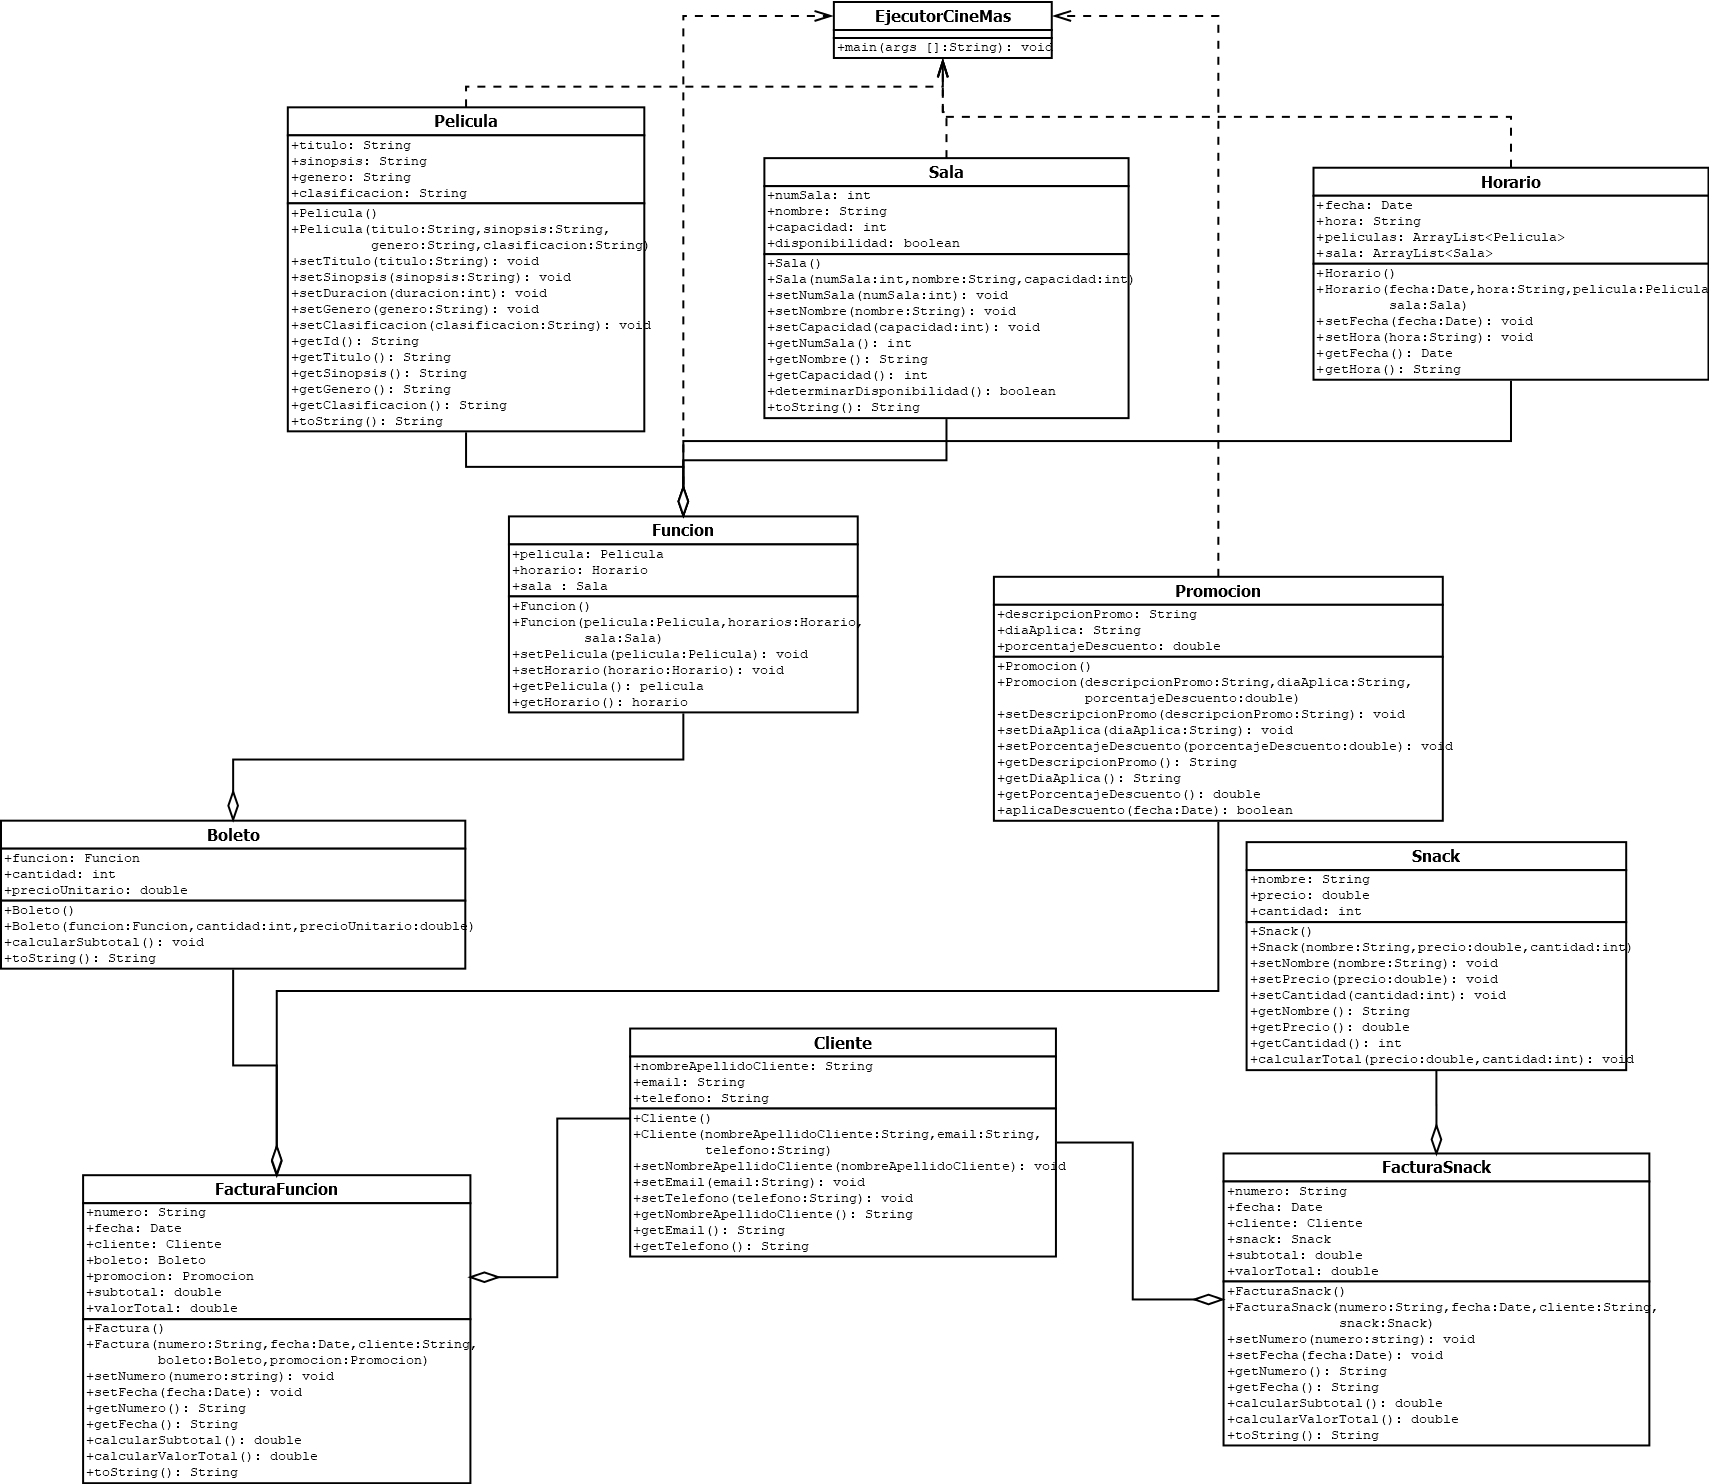 EjecutorCineMas
+main(args []:String): void
Pelicula
+titulo: String
+sinopsis: String
+genero: String
+clasificacion: String
+Pelicula()
+Pelicula(titulo:String,sinopsis:String,
genero:String,clasificacion:String)
+setTitulo(titulo:String): void
+setSinopsis(sinopsis:String): void
+setDuracion(duracion:int): void
+setGenero(genero:String): void
+setClasificacion(clasificacion:String): void
+getId(): String
+getTitulo(): String
+getSinopsis(): String
+getGenero(): String
+getClasificacion(): String
+toString(): String
Sala
+numSala: int
+nombre: String
+capacidad: int
+disponibilidad: boolean
+Sala()
+Sala(numSala:int,nombre:String,capacidad:int)
+setNumSala(numSala:int): void
+setNombre(nombre:String): void
+setCapacidad(capacidad:int): void
+getNumSala(): int
+getNombre(): String
+getCapacidad(): int
+determinarDisponibilidad(): boolean
+toString(): String
Horario
+fecha: Date
+hora: String
+peliculas: ArrayList<Pelicula>
+sala: ArrayList<Sala>
+Horario()
+Horario(fecha:Date,hora:String,pelicula:Pelicula
sala:Sala)
+setFecha(fecha:Date): void
+setHora(hora:String): void
+getFecha(): Date
+getHora(): String
Funcion
+pelicula: Pelicula
+horario: Horario
+sala : Sala
+Funcion()
+Funcion(pelicula:Pelicula,horarios:Horario,
sala:Sala)
+setPelicula(pelicula:Pelicula): void
+setHorario(horario:Horario): void
+getPelicula(): pelicula
+getHorario(): horario
Promocion
+descripcionPromo: String
+diaAplica: String
+porcentajeDescuento: double
+Promocion()
+Promocion(descripcionPromo:String,diaAplica:String,
porcentajeDescuento:double)
+setDescripcionPromo(descripcionPromo:String): void
+setDiaAplica(diaAplica:String): void
+setPorcentajeDescuento(porcentajeDescuento:double): void
+getDescripcionPromo(): String
+getDiaAplica(): String
+getPorcentajeDescuento(): double
+aplicaDescuento(fecha:Date): boolean
Boleto
+funcion: Funcion
+cantidad: int
+precioUnitario: double
+Boleto()
+Boleto(funcion:Funcion,cantidad:int,precioUnitario:double)
+calcularSubtotal(): void
+toString(): String
Snack
+nombre: String
+precio: double
+cantidad: int
+Snack()
+Snack(nombre:String,precio:double,cantidad:int)
+setNombre(nombre:String): void
+setPrecio(precio:double): void
+setCantidad(cantidad:int): void
+getNombre(): String
+getPrecio(): double
+getCantidad(): int
+calcularTotal(precio:double,cantidad:int): void
Cliente
+nombreApellidoCliente: String
+email: String
+telefono: String
+Cliente()
+Cliente(nombreApellidoCliente:String,email:String,
telefono:String)
+setNombreApellidoCliente(nombreApellidoCliente): void
+setEmail(email:String): void
+setTelefono(telefono:String): void
+getNombreApellidoCliente(): String
+getEmail(): String
+getTelefono(): String
FacturaFuncion
+numero: String
+fecha: Date
+cliente: Cliente
+boleto: Boleto
+promocion: Promocion
+subtotal: double
+valorTotal: double
+Factura()
+Factura(numero:String,fecha:Date,cliente:String,
boleto:Boleto,promocion:Promocion)
+setNumero(numero:string): void
+setFecha(fecha:Date): void
+getNumero(): String
+getFecha(): String
+calcularSubtotal(): double
+calcularValorTotal(): double
+toString(): String
FacturaSnack
+numero: String
+fecha: Date
+cliente: Cliente
+snack: Snack
+subtotal: double
+valorTotal: double
+FacturaSnack()
+FacturaSnack(numero:String,fecha:Date,cliente:String,
snack:Snack)
+setNumero(numero:string): void
+setFecha(fecha:Date): void
+getNumero(): String
+getFecha(): String
+calcularSubtotal(): double
+calcularValorTotal(): double
+toString(): String